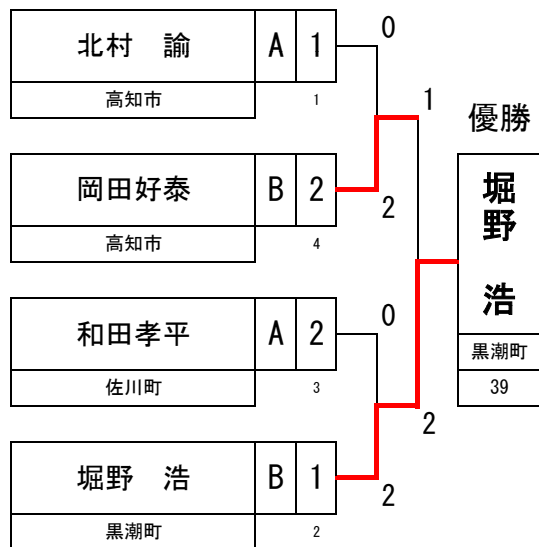 北村　諭 A 1 0
高知市 1
1
優勝
岡田好泰 B 2 2
高知市 4
堀野　浩
黒潮町
39
和田孝平 A 2 0
佐川町 3
2
堀野　浩 B 1 2
黒潮町 2